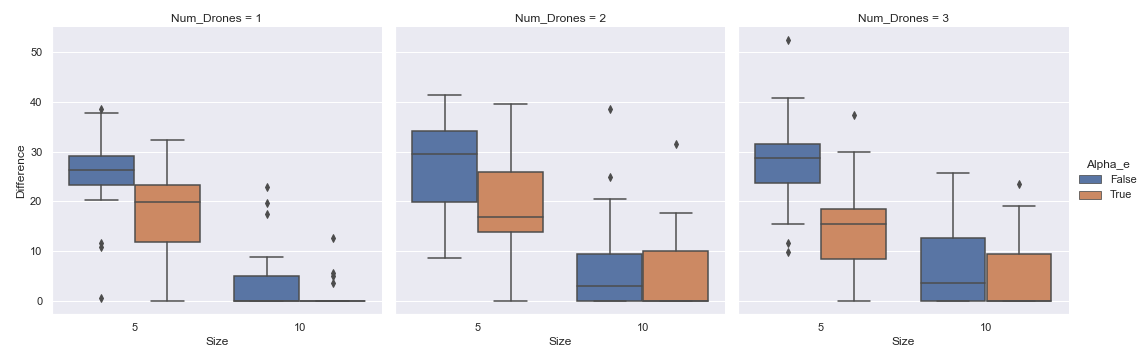 Num_Drones = 1
Num_Drones = 2
Num_Drones = 3
50
40
30
20
10
0
Difference
5
10
5
10
5
10
Size
Size
Size
Alpha_e
False
True